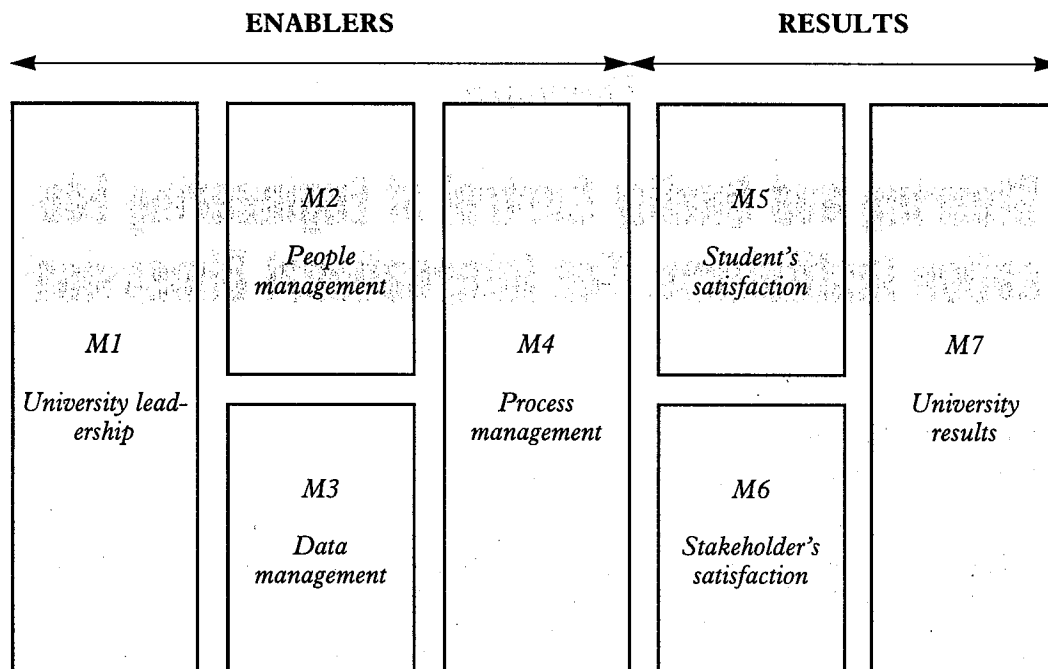 ENABLERS
RESULTS
M1
University lead-
ership
M2
People
management
M3
Data
management
M4
Process
management
M5
Student's
satisfaction
M6
Stakeholder's
satisfaction
M7
University
results